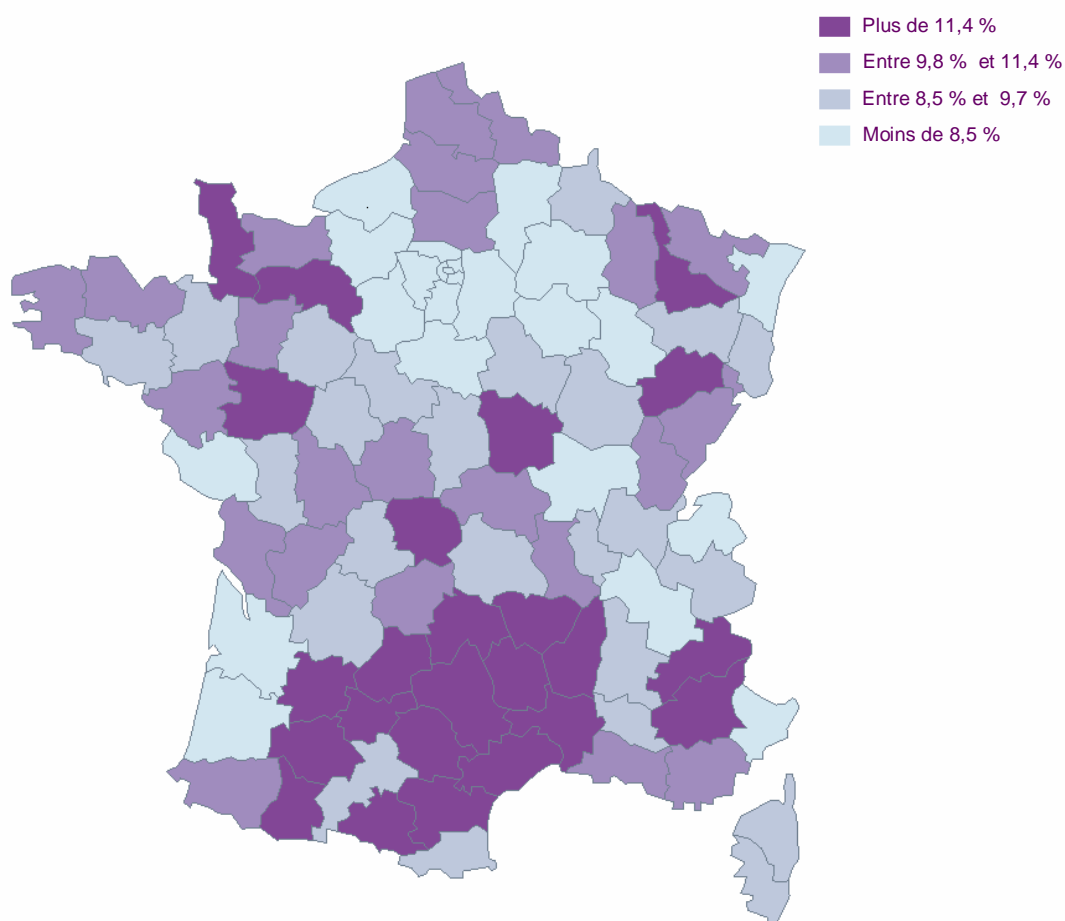 Plus de 11,4 %
Entre 9,8 % et 11,4 %
Entre 8,5 % et 9,7 %
Moins de 8,5 %